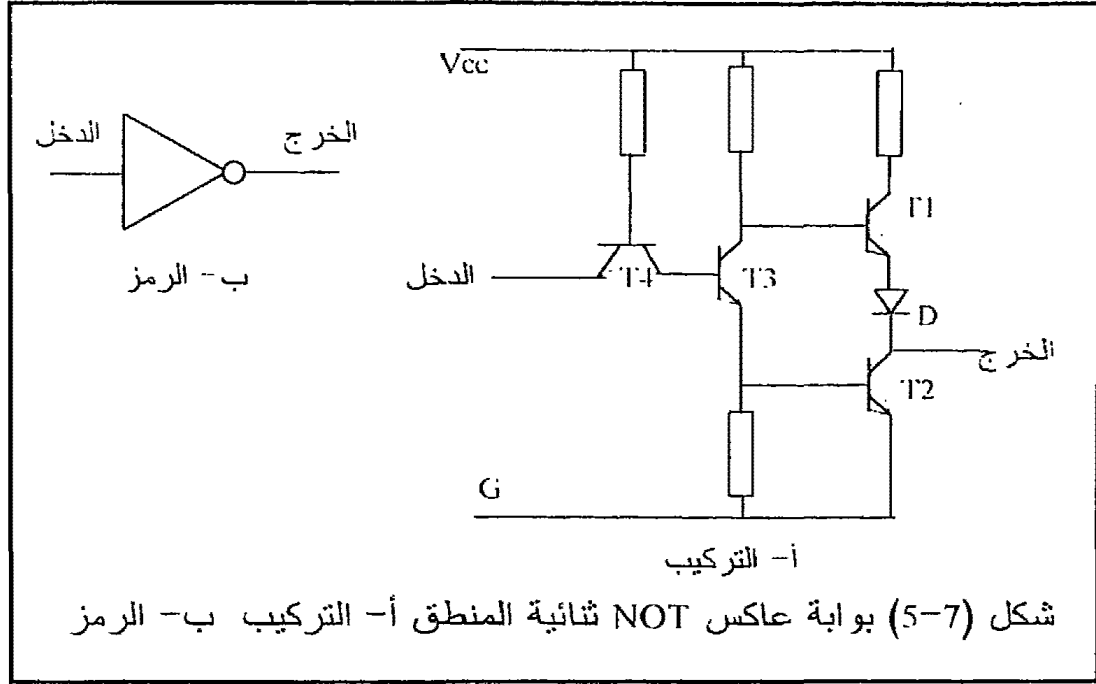 Vcc
الدخل
الخرج
ب- الرمز
T1
الدخل
T4
T3
D
الخرج
T2
G
أ- التركيب
شكل (7-5) بوابة عاكس NOT ثنائية المنطق أ- التركيب ب- الرمز